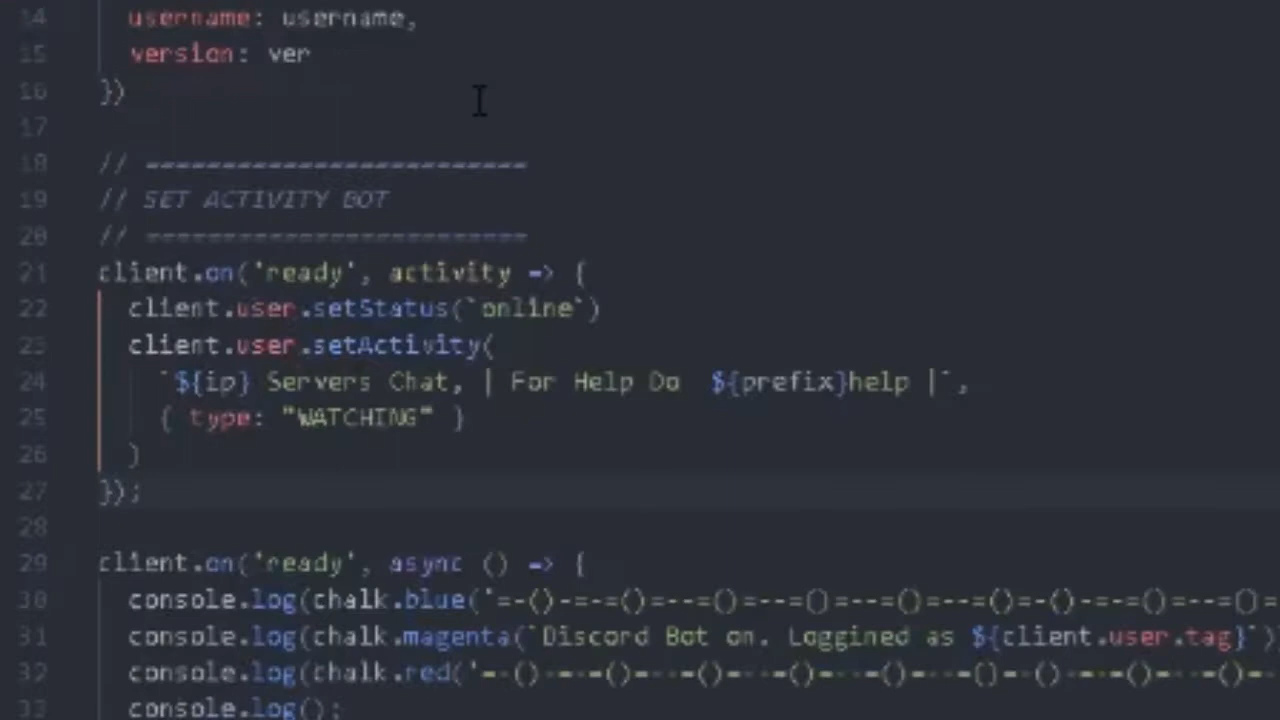 14 username: username,
15 version: ver
16 })
17
18 // =========================
19 // SET ACTIVITY BOT
20 // =========================
21 client.on('ready', activity => {
22 client.user.setStatus(`online`)
23 client.user.setActivity(
24 `${ip} Servers Chat, | For Help Do  ${prefix}help |`,
25 { type: "WATCHING" }
26 )
27 });
28
29 client.on('ready', async () => {
30 console.log(chalk.blue('=-()-=-=()=--=()=--=()=--=()=--=()=-()-=-=()=--=()=
31 console.log(chalk.magenta(`Discord Bot on. Loggined as ${client.user.tag}`)
32 console.log(chalk.red('
33 console.log();